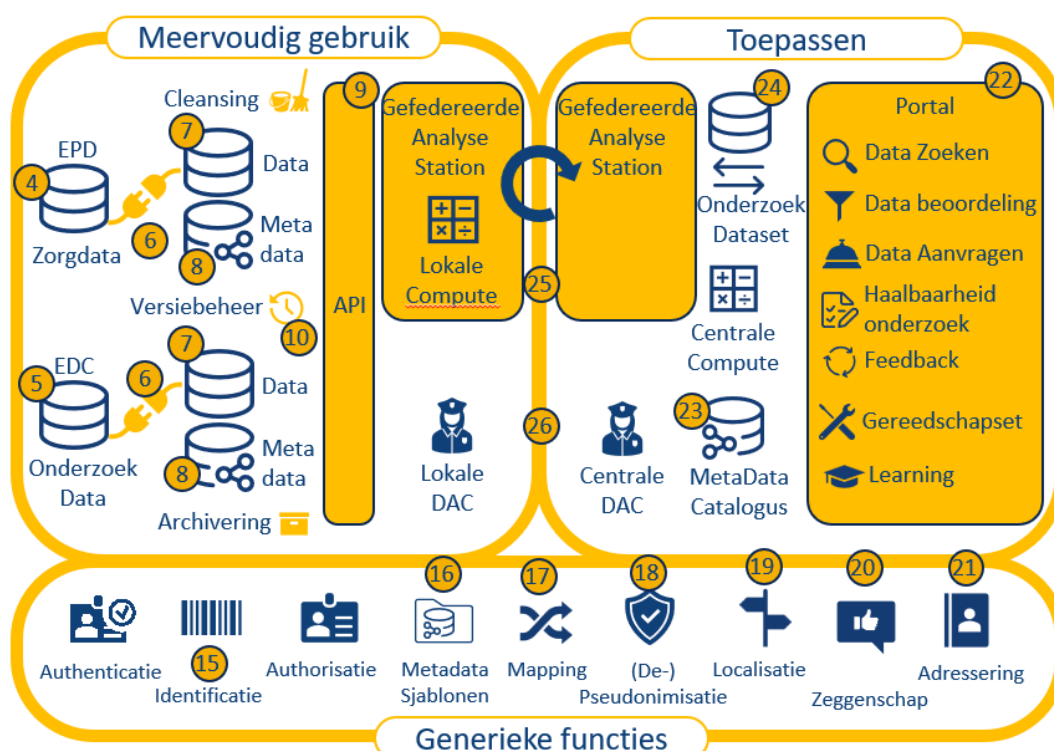 Meervoudig gebruik
Cleansing
7
EPD
4
Data
6
Zorgdata
8
Meta
data
Versiebeheer
10
7
EDC
5
6
Data
Onderzoek
Data
8
Meta
data
Archivering
9
API
Gefedereerde
Analyse
Station
Lokale
Compute
Lokale
DAC
25
26
Toepassen
Gefedereerde
Analyse
Station
24
Onderzoek
Dataset
Centrale
Compute
Centrale
DAC
23
MetaData
Catalogus
22
Portal
Data Zoeken
Data beoordeling
Data Aanvragen
Haalbaarheid
onderzoek
Feedback
Gereedschapset
Learning
Authenticatie
15
Identificatie
Authorisatie
16
Metadada
Sjablonen
17
Mapping
18
(De-)
Pseudonimisatie
19
Localisatie
20
Zeggenschap
21
Adressering
Generieke functies